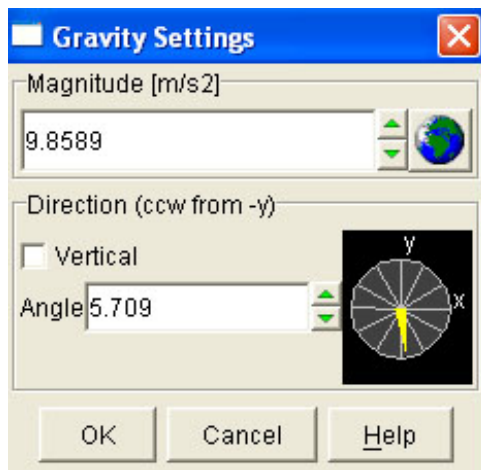 Gravity Settings
Magnitude [m/s2]
9.8589
Direction (ccw from -y)
Vertical
Angle 5.709
y
x
OK Cancel Help